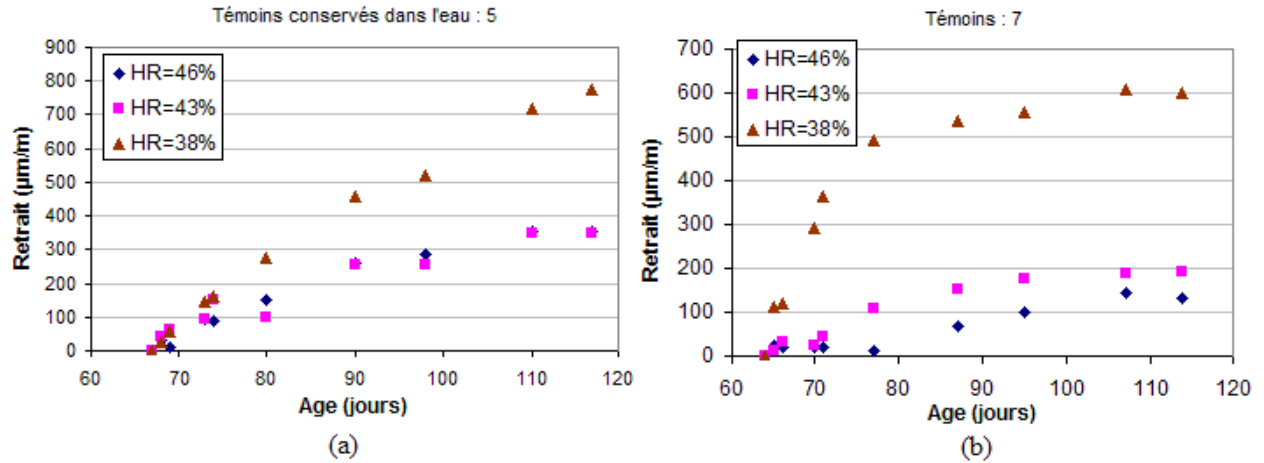 Témoins conservés dans l'eau : 5
HR=46%
HR=43%
HR=38%
900
800
700
600
500
400
300
200
100
0
Retrait (µm/m)
60 70 80 90 100 110 120
Age (jours)
(a)
Témoins : 7
HR=46%
HR=43%
HR=38%
700
600
500
400
300
200
100
0
Retrait (µm/m)
60 70 80 90 100 110 120
Age (jours)
(b)